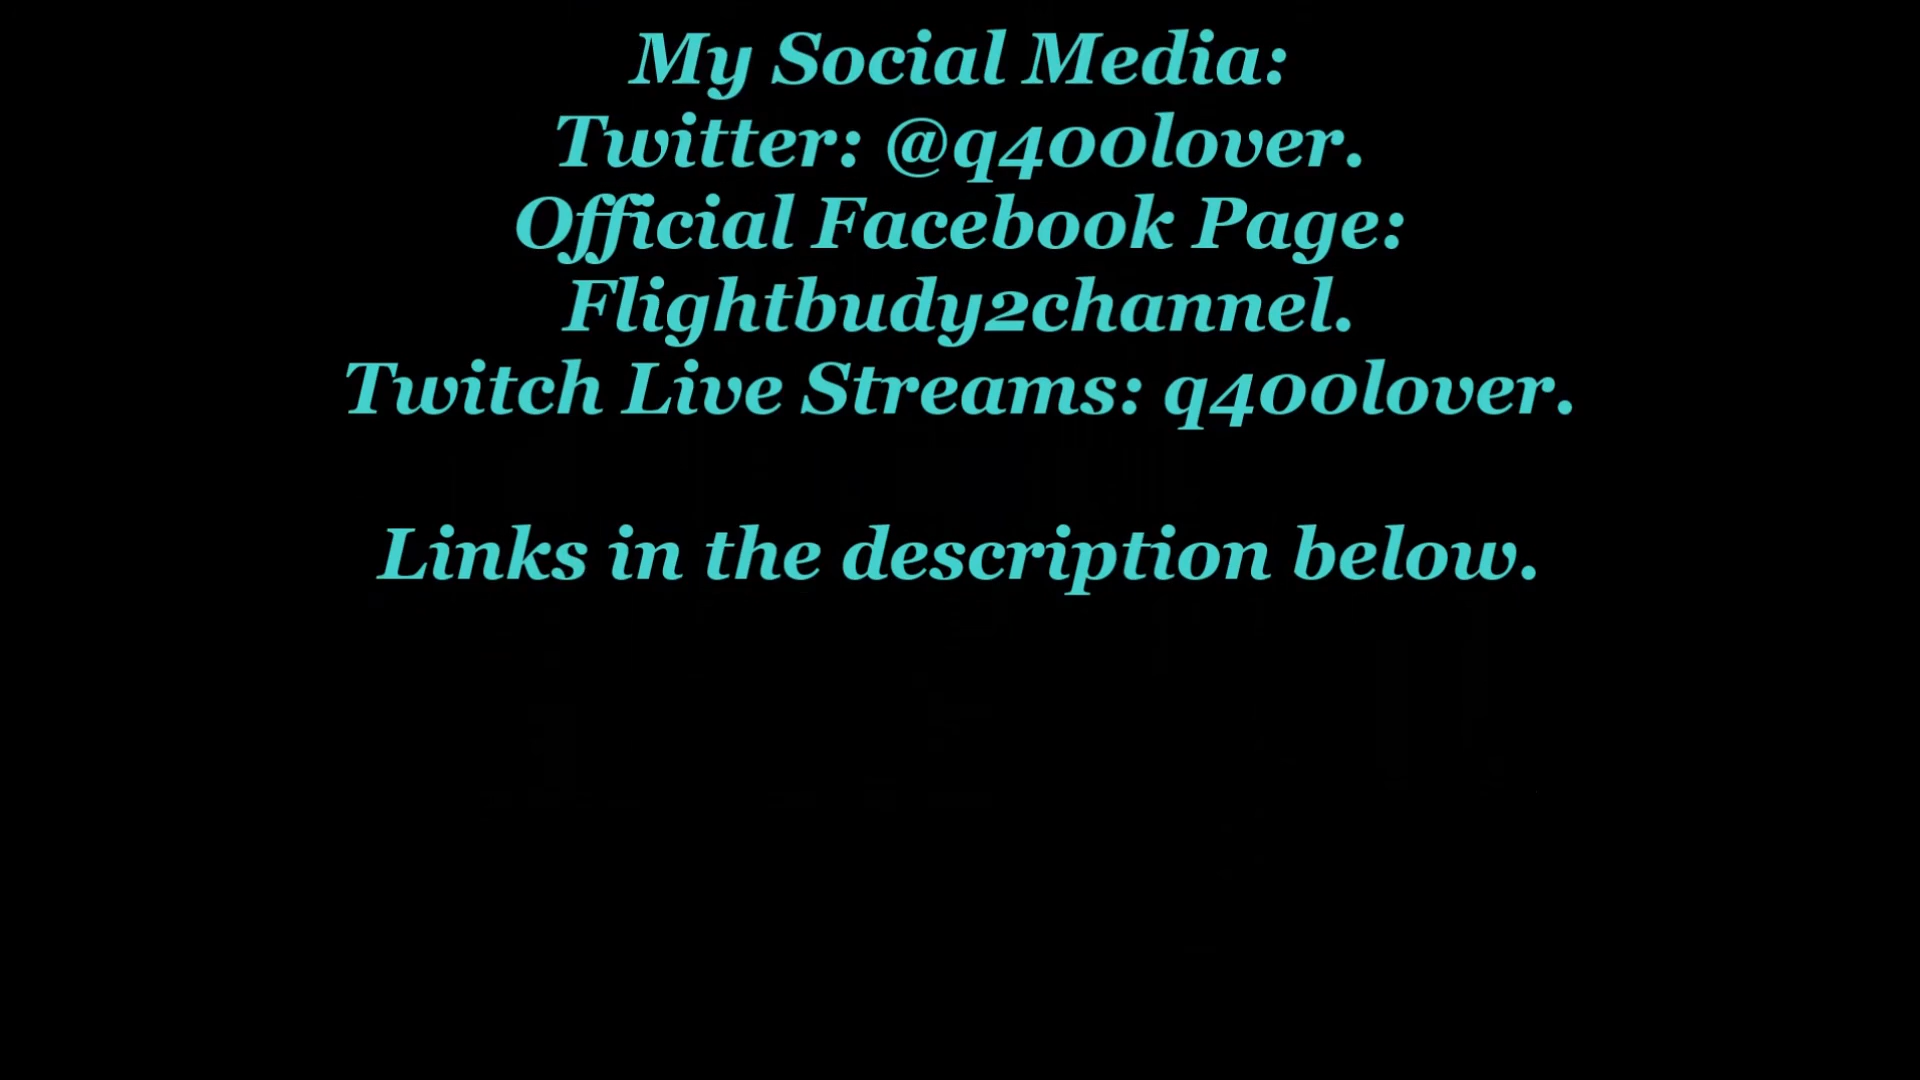 My Social Media:
Twitter: @q400lover.
Official Facebook Page:
Flightbudy2channel.
Twitch Live Streams: q400lover.
Links in the description below.